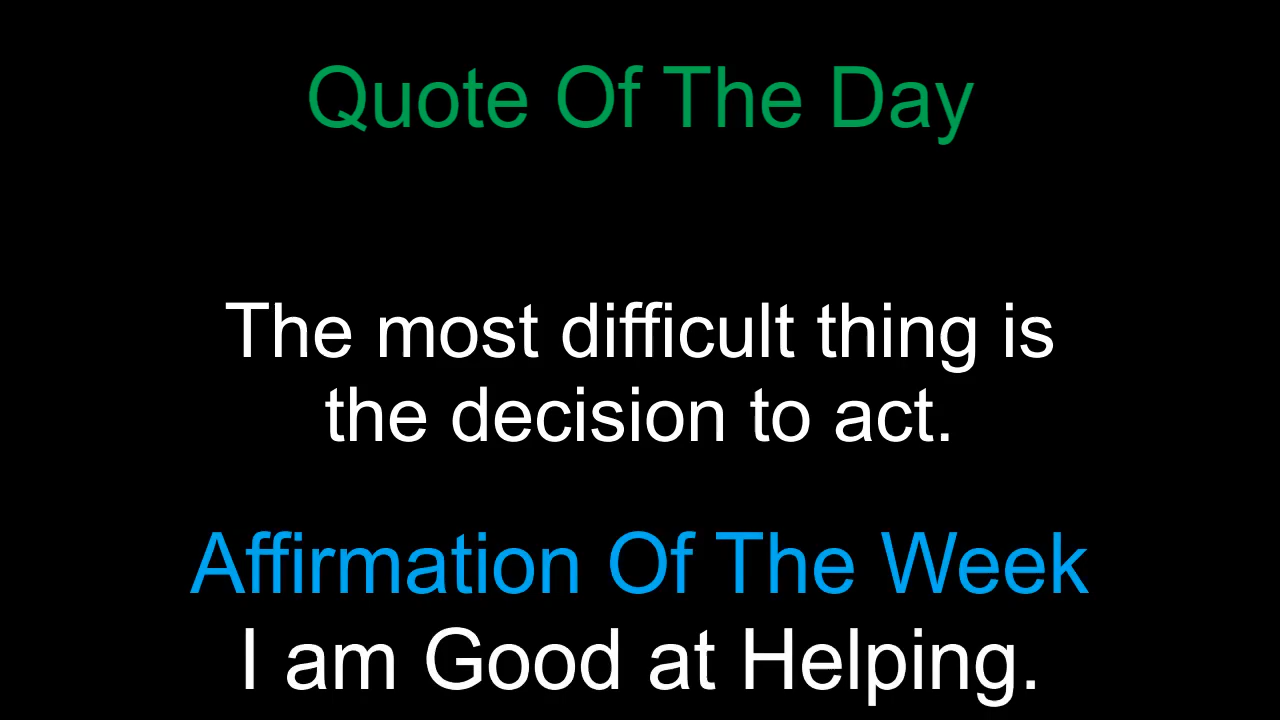 Quote Of The Day
The most difficult thing is
the decision to act.
Affirmation Of The Week
I am Good at Helping.